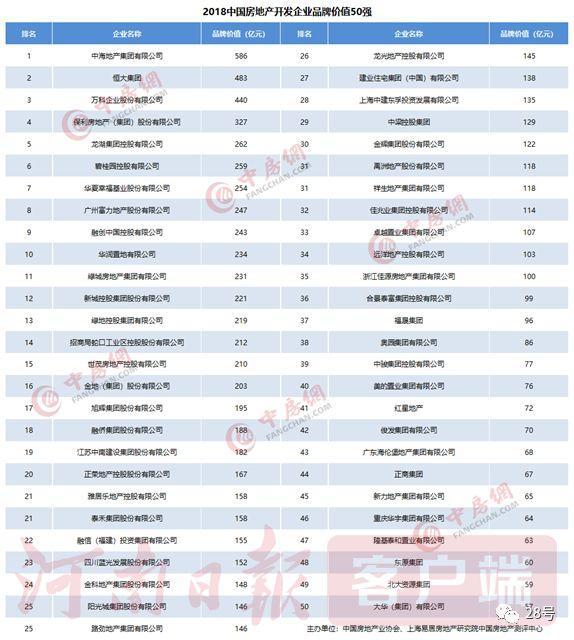 2018中国房地产开发企业品牌价值50强
排名 企业名称 品牌价值（亿元） 排名 企业名称 品牌价值（亿元）
1 中海地产集团有限公司 586 26 龙光地产控股有限公司 145
2 恒大集团 483 27 建业住宅集团（中国）有限公司 138
3 万科企业股份有限公司 440 28 上海中建东孚投资发展有限公司 135
4 保利房地产（集团）股份有限公司 327 29 中梁控股集团 129
5 龙湖集团控股有限公司 262 30 金辉集团股份有限公司 122
6 碧桂园控股有限公司 259 31 禹洲地产股份有限公司 118
7 华夏幸福基业股份有限公司 254 31 祥生地产集团有限公司 118
8 广州富力地产股份有限公司 247 32 佳兆业集团控股有限公司 114
9 融创中国控股有限公司 243 33 卓越置业集团有限公司 107
10 华润置地有限公司 234 34 远洋地产控股有限公司 103
11 绿城房地产集团有限公司 231 35 浙江佳源房地产集团有限公司 100
12 新城控股集团股份有限公司 221 36 合景泰富集团控股有限公司 99
13 绿地控股集团有限公司 219 37 福晟集团 96
14 招商局蛇口工业区控股股份有限公司 212 38 奥园集团有限公司 86
15 世茂房地产控股有限公司 210 39 中骏集团控股有限公司 77
16 金地（集团）股份有限公司 203 40 美的置业集团有限公司 76
17 旭辉集团股份有限公司 195 41 红星地产 72
18 融侨集团股份有限公司 188 42 俊发集团有限公司 70
19 江苏中南建设集团股份有限公司 182 43 广东海伦堡地产集团有限公司 68
20 正荣地产控股股份有限公司 167 44 正商集团 67
21 雅居乐地产控股有限公司 158 45 新力地产集团有限公司 65
21 泰禾集团股份有限公司 158 46 重庆华宇集团有限公司 64
22 融信（福建）投资集团有限公司 155 47 隆基泰和置业有限公司 63
23 四川蓝光发展股份有限公司 152 48 东原集团 60
24 金科地产集团股份有限公司 148 49 北大资源集团 59
25 阳光城集团股份有限公司 146 50 大华（集团）有限公司
25 路劲地产集团有限公司 146 主办单位：中国房地产业协会、上海易居房地产研究院中国房地产测评中心
中房網
FANGCHAN.COM
中房網
FANGCHAN.COM
中房網
FANGCHAN.COM
中房網
FANGCHAN.COM
中房網
FANGCHAN.COM
中房網
FANGCHAN.COM
河南日报 客户端
28号